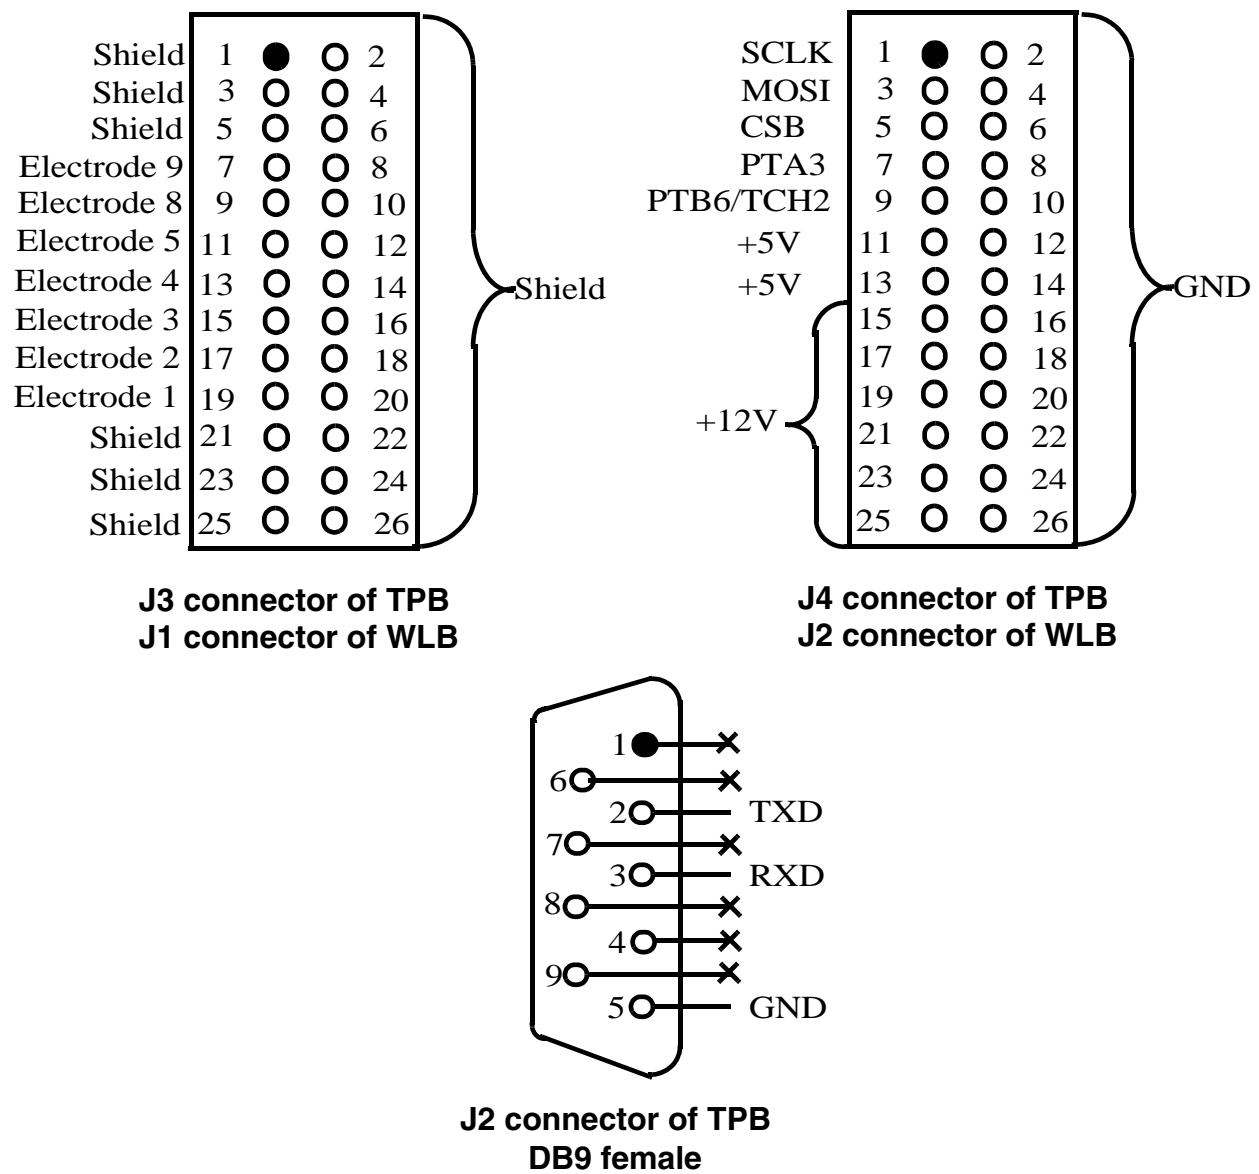 Shield 1 2
Shield 3 4
Shield 5 6
Electrode 9 7 8
Electrode 8 9 10
Electrode 5 11 12
Electrode 4 13 14
Electrode 3 15 16
Electrode 2 17 18
Electrode 1 19 20
Shield 21 22
Shield 23 24
Shield 25 26
Shield
J3 connector of TPB
J1 connector of WLB
SCLK 1 2
MOSI 3 4
CSB 5 6
PTA3 7 8
PTB6/TCH2 9 10
+5V 11 12
+5V 13 14
15 16
17 18
19 20
+12V 21 22
23 24
25 26
GND
J4 connector of TPB
J2 connector of WLB
1
6
2 TXD
7
3 RXD
8
4
9
5 GND
J2 connector of TPB
DB9 female